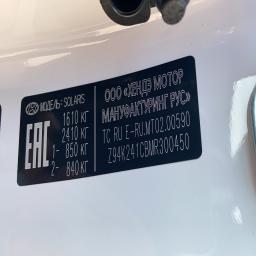 МОДЕЛЬ: SOLARIS
1610 КГ
2410 КГ
1- 850 КГ
2- 840 КГ
EAC
ООО «ХЕНДЭ МОТОР
МАНУФАКТУРИНГ РУС»
ТС RU E-RU.MT02.00590
Z94K241CBMR300450